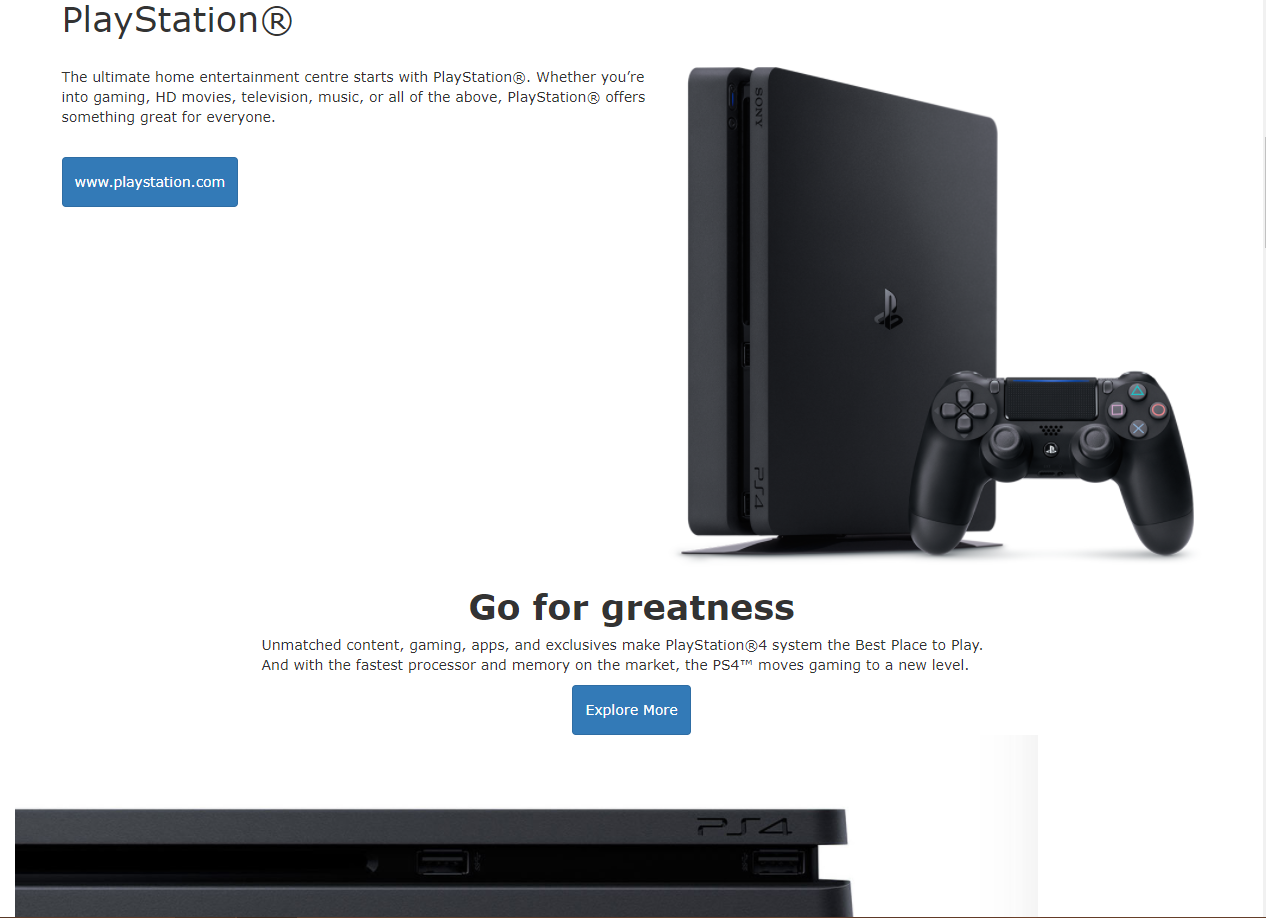 PlayStation®
The ultimate home entertainment centre starts with PlayStation®. Whether you’re
into gaming, HD movies, television, music, or all of the above, PlayStation® offers
something great for everyone.
www.playstation.com
SONY
PS4
Go for greatness
Unmatched content, gaming, apps, and exclusives make PlayStation®4 system the Best Place to Play.
And with the fastest processor and memory on the market, the PS4™ moves gaming to a new level.
Explore More
PS4